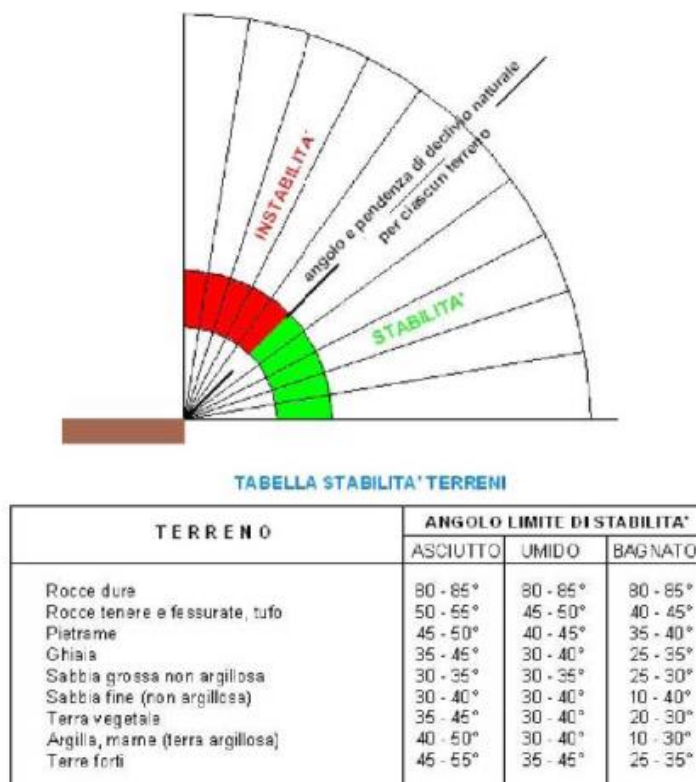 INSTABILITA'
angolo e pendenza di declivio naturale
per ciascun terreno
STABILITA'
TABELLA STABILITA' TERRENI
TERRENO
ANGOLO LIMITE DI STABILITA'
ASCIUTTO UMIDO BAGNATO
Rocce dure 80 - 85° 80 - 85° 80 - 85°
Rocce tenere e fessurate, tufo 50 - 55° 45 - 50° 40 - 45°
Pietrame 45 - 50° 40 - 45° 35 - 40°
Ghiaia 35 - 45° 30 - 40° 25 - 35°
Sabbia grossa non argillosa 30 - 35° 30 - 35° 25 - 30°
Sabbia fine (non argillosa) 30 - 40° 30 - 40° 10 - 40°
Terra vegetale 35 - 45° 30 - 40° 20 - 30°
Argilla, marne (terra argillosa) 40 - 50° 30 - 40° 10 - 30°
Terre forti 45 - 55° 35 - 45° 25 - 35°